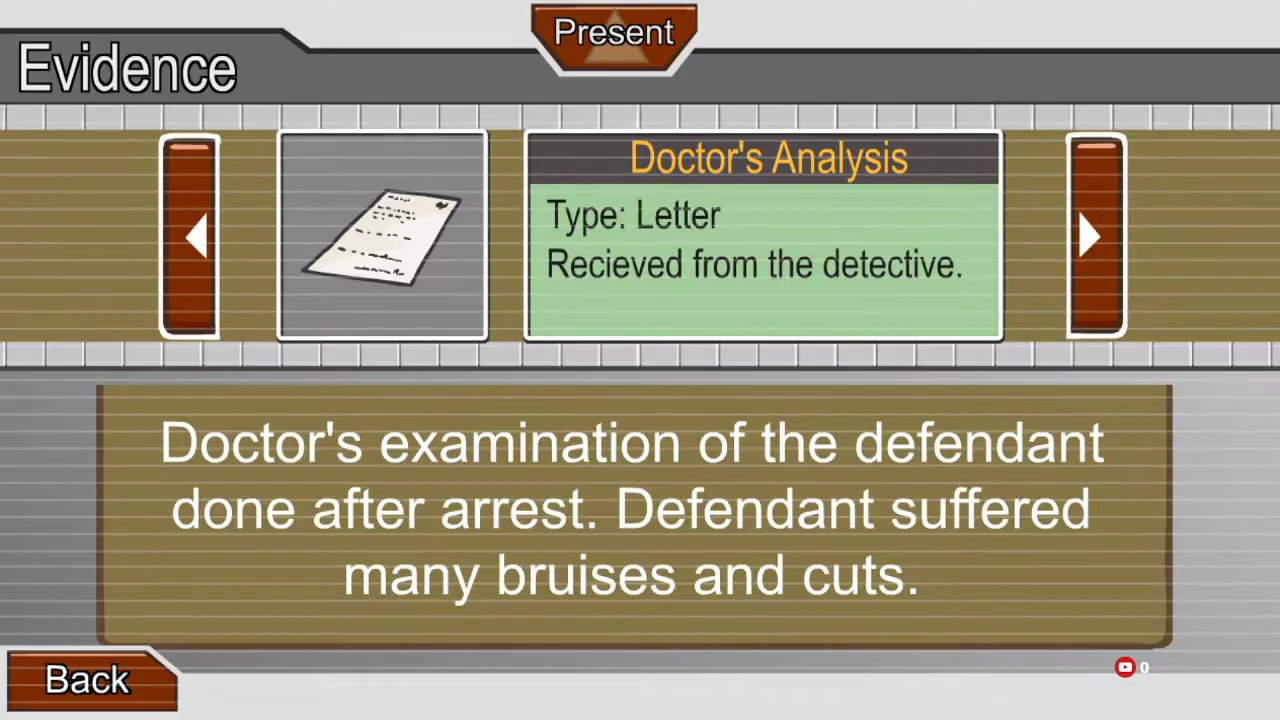 Present
Evidence
Doctor's Analysis
Type: Letter
Recieved from the detective.
Doctor's examination of the defendant
done after arrest. Defendant suffered
many bruises and cuts.
Back
0